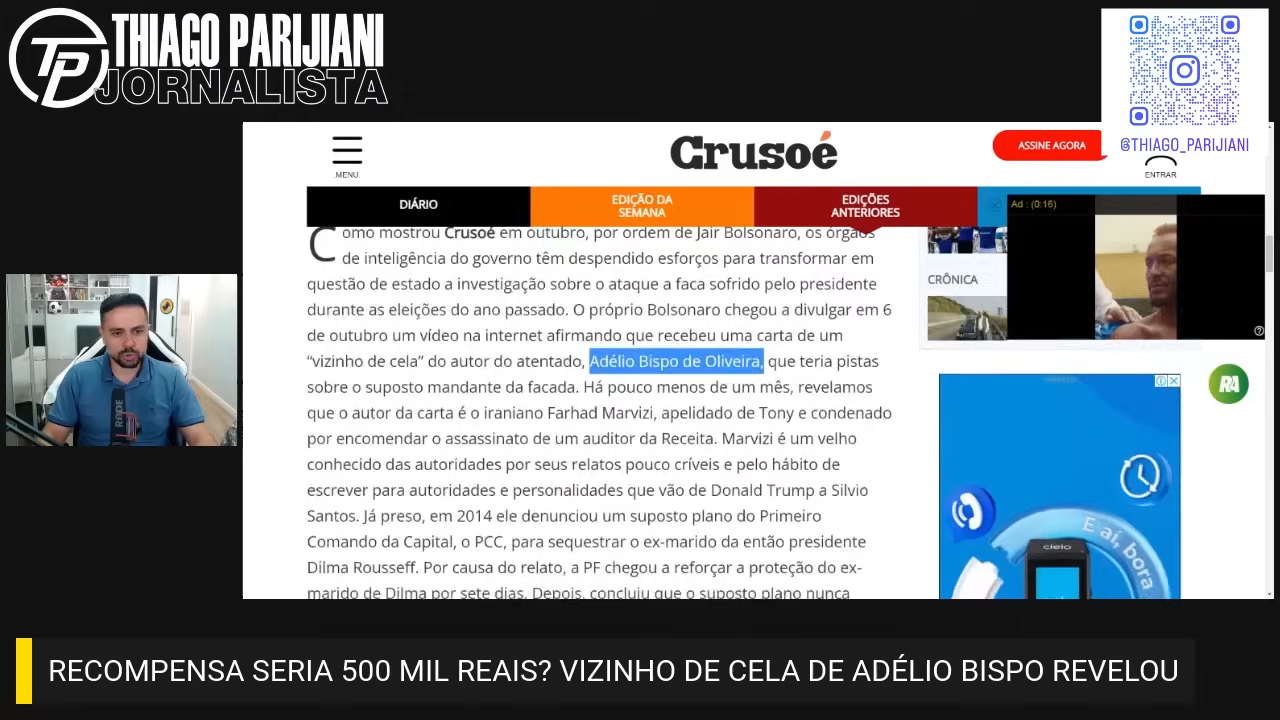 THIAGO PARIJIANI
JORNALISTA
TP
@THIAGO_PARIJIANI
MENU
Crusoé
ASSINE AGORA
ENTRAR
DIÁRIO
EDIÇÃO DA
SEMANA
EDIÇÕES
ANTERIORES
Ad : (0:16)
Como mostrou Crusoé em outubro, por ordem de Jair Bolsonaro, os órgãos
de inteligência do governo têm despendido esforços para transformar em
questão de estado a investigação sobre o ataque a faca sofrido pelo presidente
durante as eleições do ano passado. O próprio Bolsonaro chegou a divulgar em 6
de outubro um vídeo na internet afirmando que recebeu uma carta de um
“vizinho de cela” do autor do atentado, Adélio Bispo de Oliveira, que teria pistas
sobre o suposto mandante da facada. Há pouco menos de um mês, revelamos
que o autor da carta é o iraniano Farhad Marvizi, apelidado de Tony e condenado
por encomendar o assassinato de um auditor da Receita. Marvizi é um velho
conhecido das autoridades por seus relatos pouco críveis e pelo hábito de
escrever para autoridades e personalidades que vão de Donald Trump a Silvio
Santos. Já preso, em 2014 ele denunciou um suposto plano do Primeiro
Comando da Capital, o PCC, para sequestrar o ex-marido da então presidente
Dilma Rousseff. Por causa do relato, a PF chegou a reforçar a proteção do ex-
marido de Dilma por sete dias. Depois, concluiu que o suposto plano nunca
CRÔNICA
RA
E aí, bora
cielo
RODE
RECOMPENSA SERIA 500 MIL REAIS? VIZINHO DE CELA DE ADÉLIO BISPO REVELOU